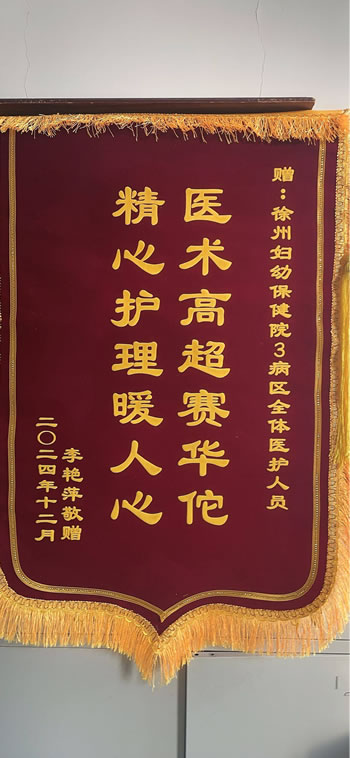 赠：徐州妇幼保健院3病区全体医护人员
医术高超赛华佗
精心护理暖人心
李艳萍敬赠
二〇二四年十二月